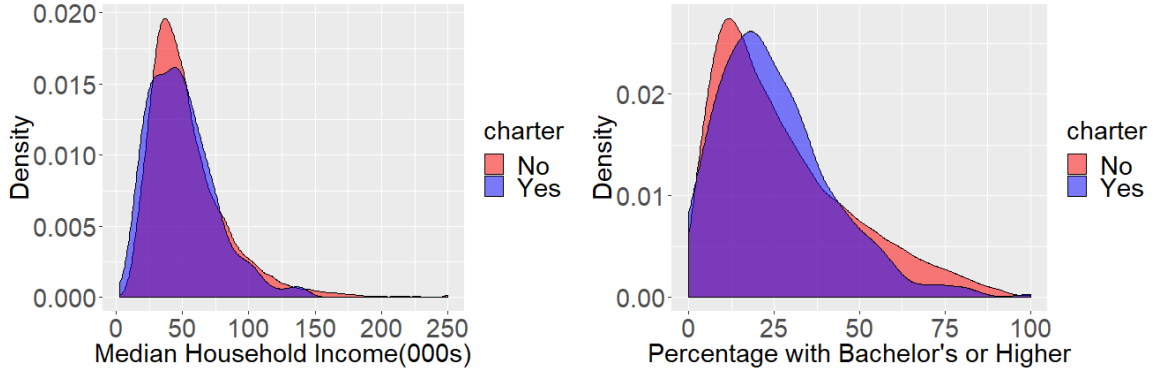 0.020
0.015
0.010
0.005
0.000
Density
0 50 100 150 200 250
Median Household Income(000s)
charter
No
Yes
0.02
0.01
0.00
Density
0 25 50 75 100
Percentage with Bachelor's or Higher
charter
No
Yes